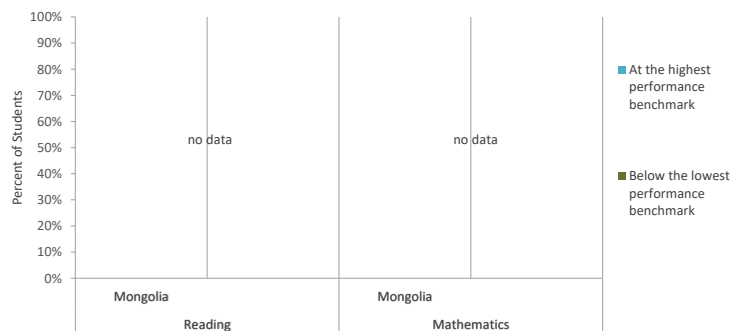 100%
90%
80%
70%
60%
50%
40%
30%
20%
10%
0%
Percent of Students
no data
no data
Mongolia
Mongolia
Reading
Mathematics
At the highest
performance
benchmark
Below the lowest
performance
benchmark